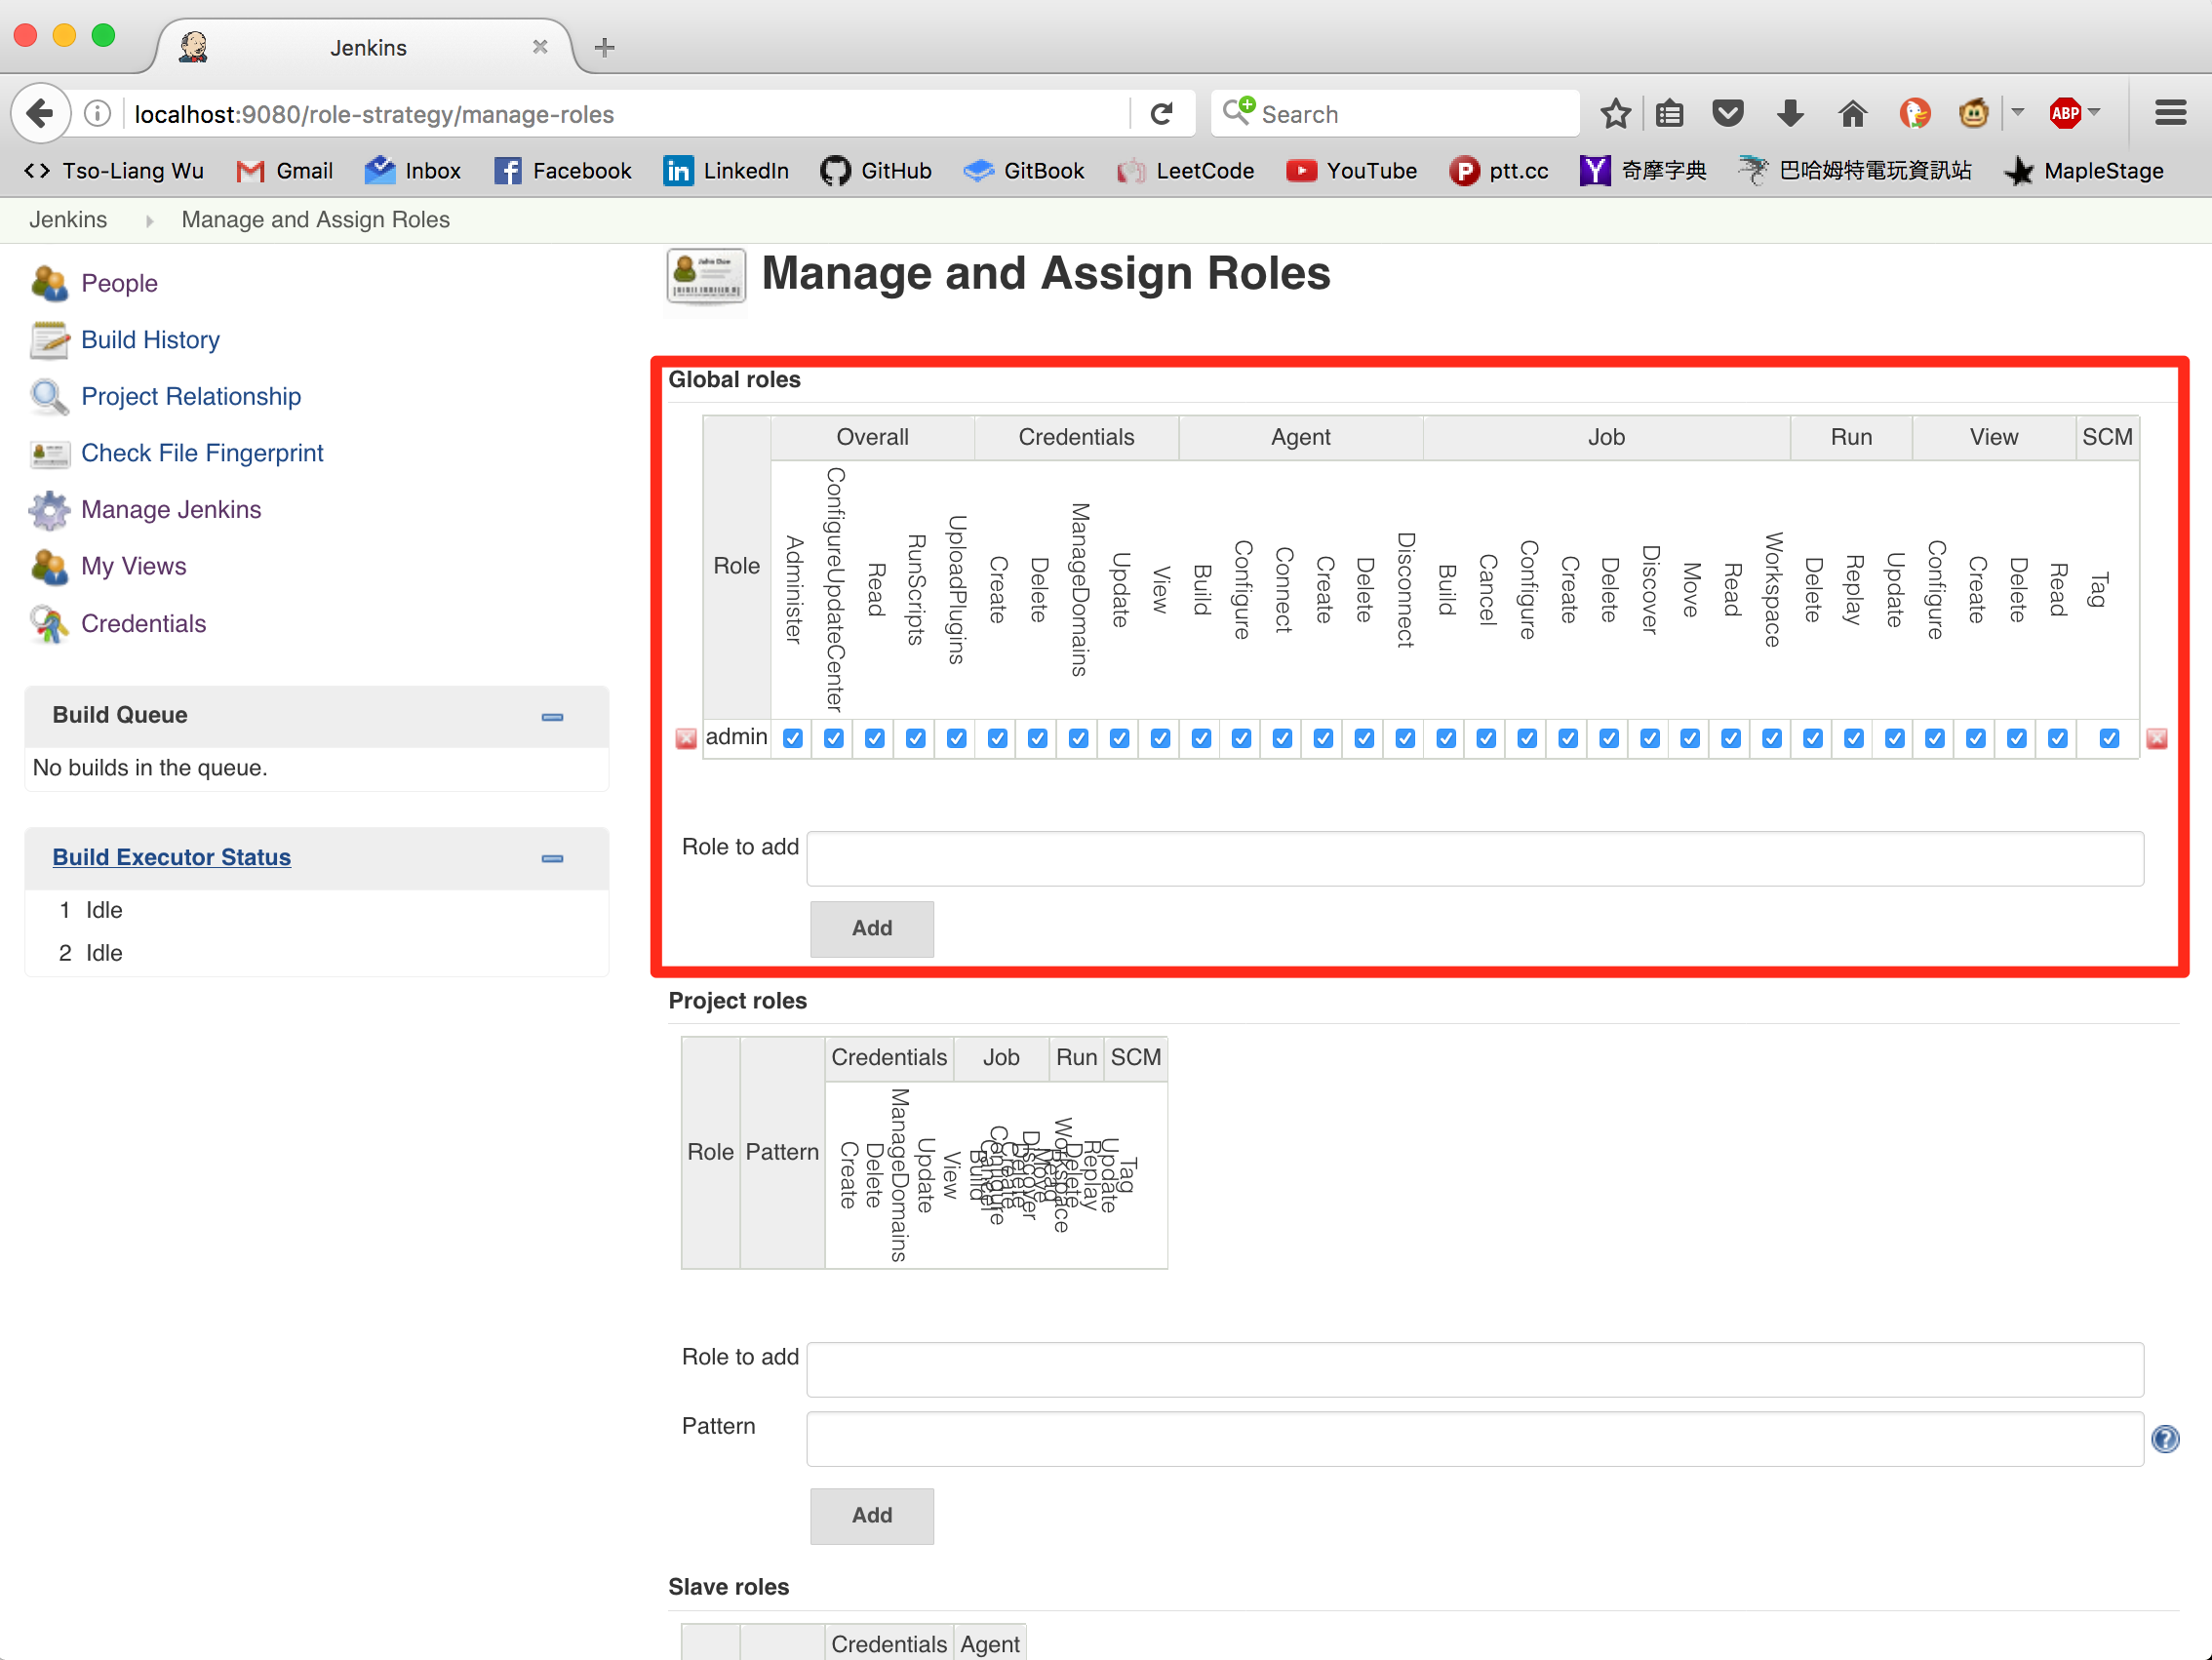 Jenkins
localhost:9080/role-strategy/manage-roles
Search
ABP
Tso-Liang Wu Gmail Inbox Facebook LinkedIn GitHub GitBook LeetCode YouTube ptt.cc 奇摩字典 巴哈姆特電玩資訊站 MapleStage
Jenkins Manage and Assign Roles
People
Build History
Project Relationship
Check File Fingerprint
Manage Jenkins
My Views
Credentials
Build Queue
No builds in the queue.
Build Executor Status
1 Idle
2 Idle
Manage and Assign Roles
Global roles
Role Overall Credentials Agent Job Run View SCM
Administer ConfigureUpdateCenter Read RunScripts UploadPlugins Create Delete ManageDomains Update View Build Configure Connect Create Delete Disconnect Build Cancel Configure Create Delete Discover Move Read Workspace Delete Replay Update Configure Create Delete Read Tag
admin
Role to add
Add
Project roles
Role Pattern Credentials Job Run SCM
Create Delete ManageDomains Update View Build Cancel Configure Create Delete Discover Move Read Workspace Delete Replay Update Tag
Role to add
Pattern
Add
Slave roles
Credentials Agent